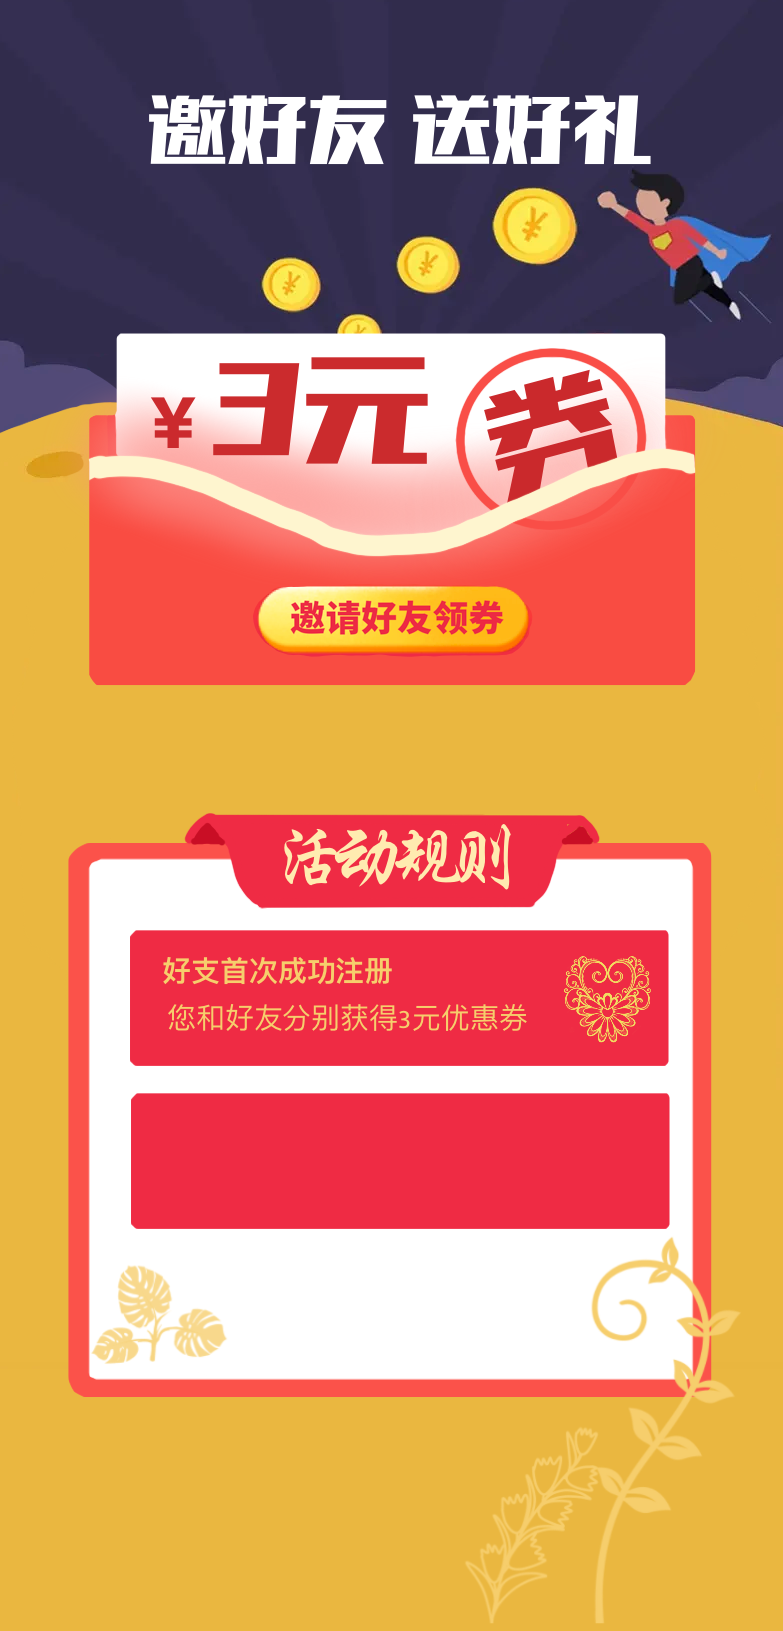 邀好友 送好礼
¥
¥
¥
¥
¥ 3元 券
邀请好友领券
活动规则
好支首次成功注册
您和好友分别获得3元优惠券